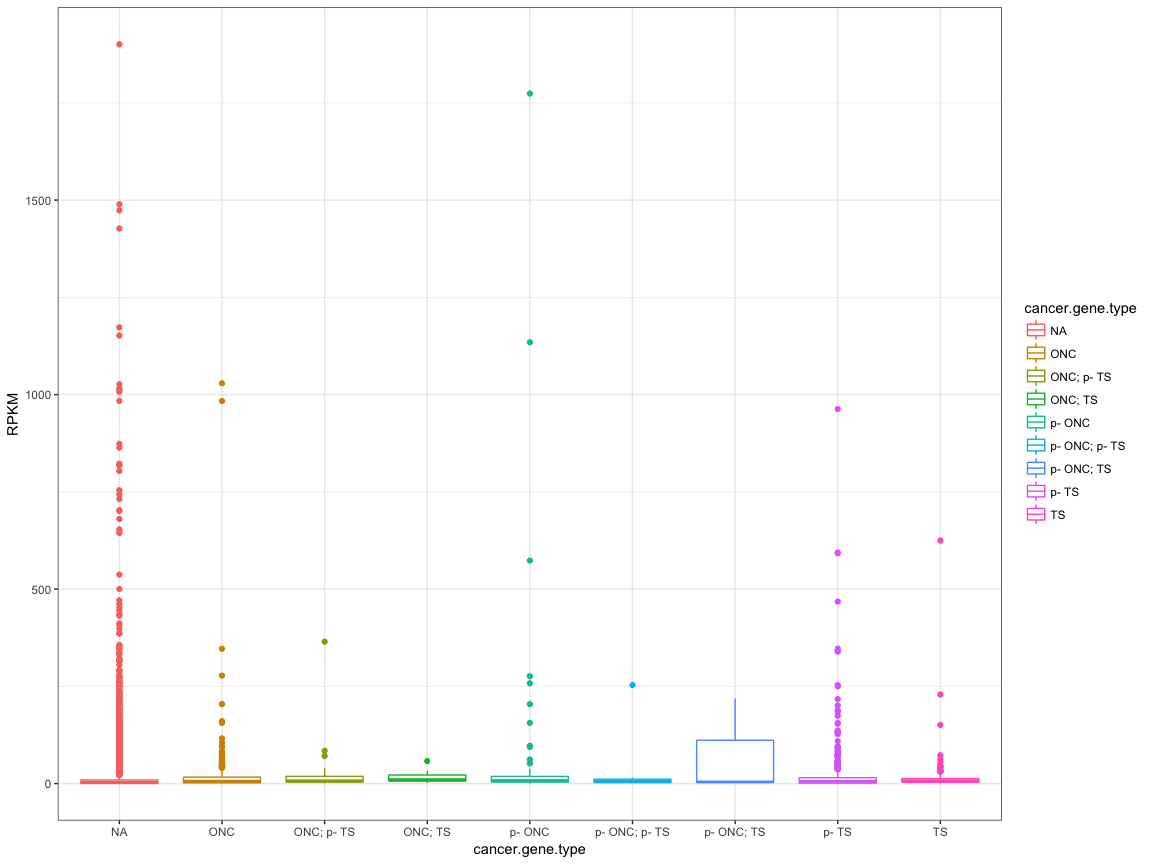 RPKM
1500
1000
500
0
NA ONC ONC; p- TS ONC; TS p- ONC p- ONC; p- TS p- ONC; TS p- TS TS
cancer.gene.type
cancer.gene.type
NA
ONC
ONC; p- TS
ONC; TS
p- ONC
p- ONC; p- TS
p- ONC; TS
p- TS
TS